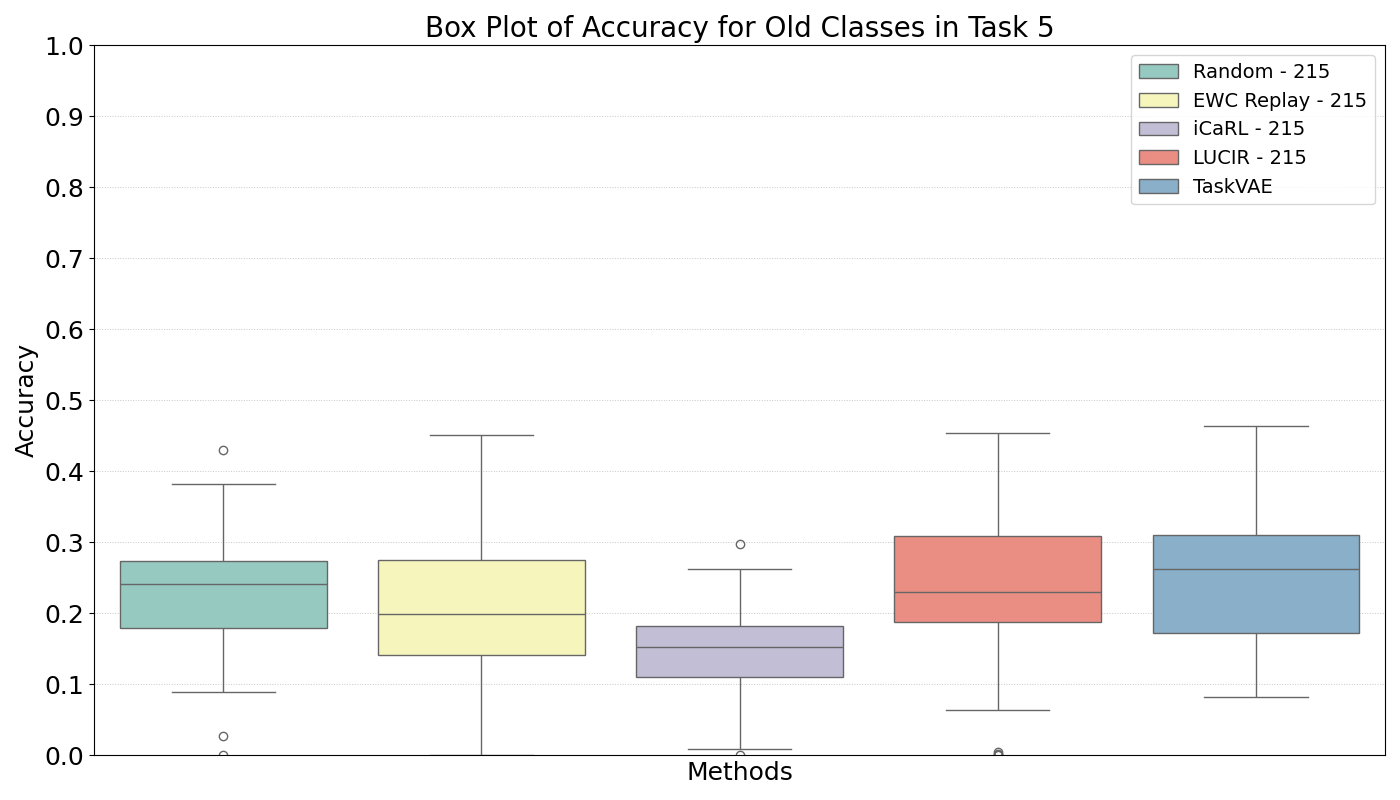 Box Plot of Accuracy for Old Classes in Task 5
1.0
0.9
0.8
0.7
0.6
0.5
0.4
0.3
0.2
0.1
0.0
Accuracy
Methods
Random - 215
EWC Replay - 215
iCaRL - 215
LUCIR - 215
TaskVAE